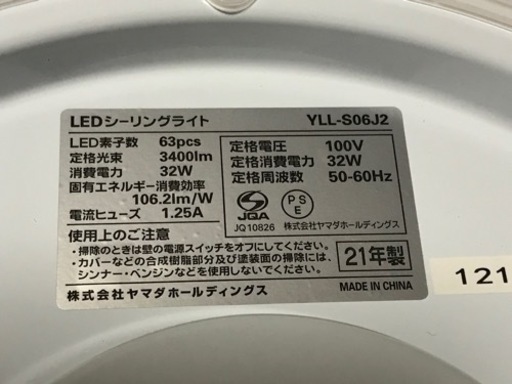 LEDシーリングライト YLL-S06J2
LED素子数 63pcs
定格光束 3400lm
消費電力 32W
固有エネルギー消費効率
106.2lm/W
電流ヒューズ 1.25A
定格電圧 100V
定格消費電力 32W
定格周波数 50-60Hz
JQA
JQ10826
PS
E
株式会社ヤマダホールディングス
使用上のご注意
・掃除のときは壁の電源スイッチをオフにしてください。
・カバーなどの合成樹脂部分及び塗装面の掃除には、
シンナー・ベンジンなどを使用しないでください。
21年製
株式会社ヤマダホールディングス
MADE IN CHINA
121